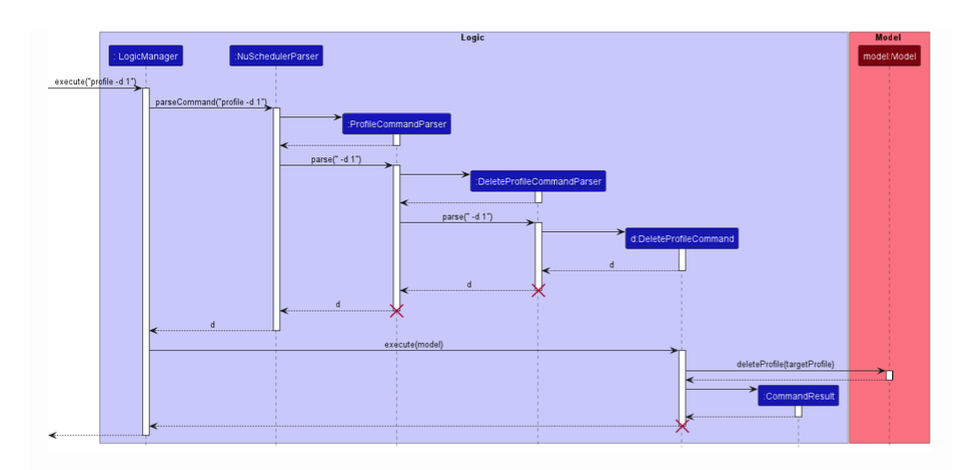 Logic
Model
: LogicManager
:NuSchedulerParser
model:Model
execute("profile -d 1")
parseCommand("profile -d 1")
:ProfileCommandParser
parse(" -d 1")
:DeleteProfileCommandParser
parse(" -d 1")
d:DeleteProfileCommand
d
d
d
d
execute(model)
deleteProfile(targetProfile)
:CommandResult